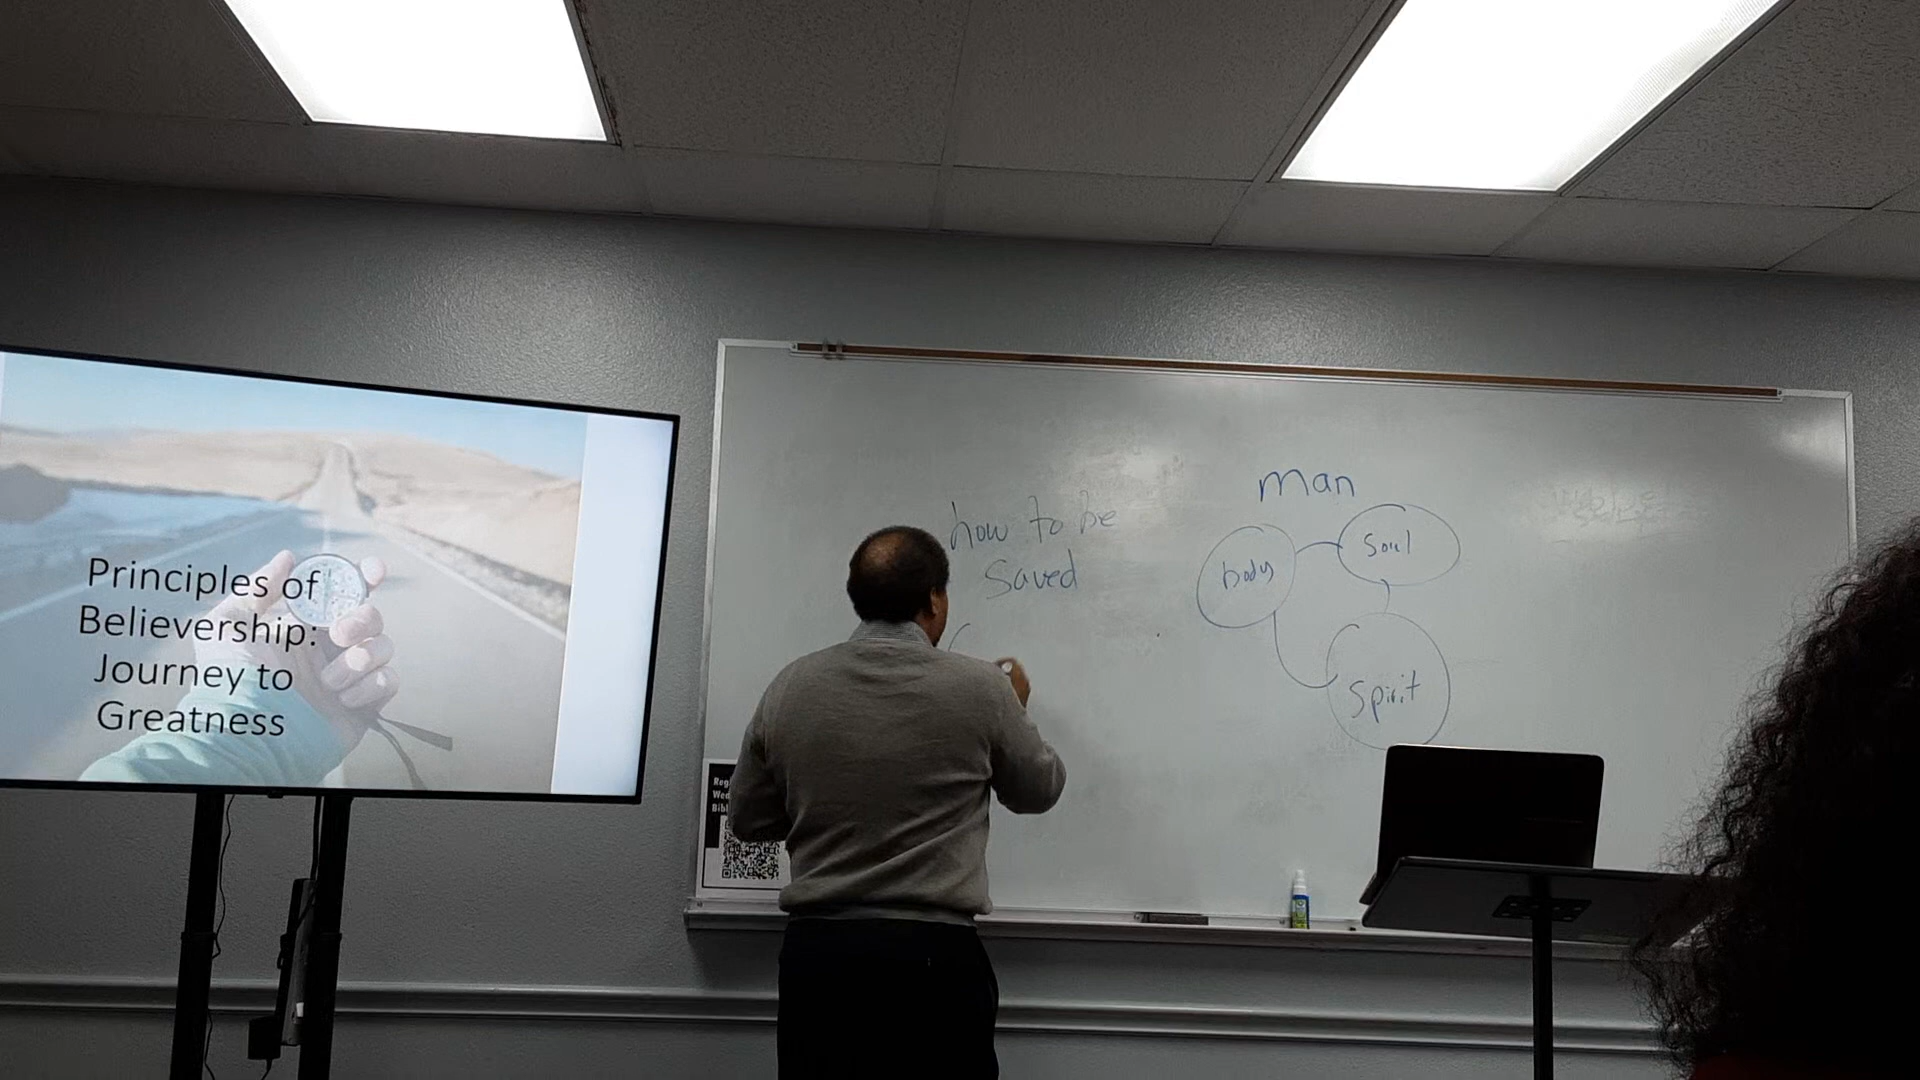 Principles of
Believership:
Journey to
Greatness
how to be
Saved
man
body
Soul
Spirit